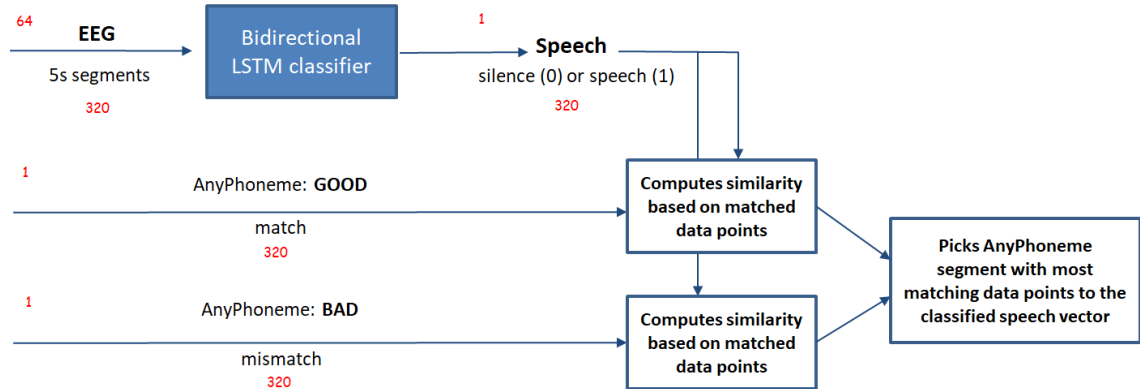 64
EEG
5s segments
320
Bidirectional
LSTM classifier
1
Speech
silence (0) or speech (1)
320
1
AnyPhoneme: GOOD
match
320
Computes similarity
based on matched
data points
1
AnyPhoneme: BAD
mismatch
320
Computes similarity
based on matched
data points
Picks AnyPhoneme
segment with most
matching data points to the
classified speech vector